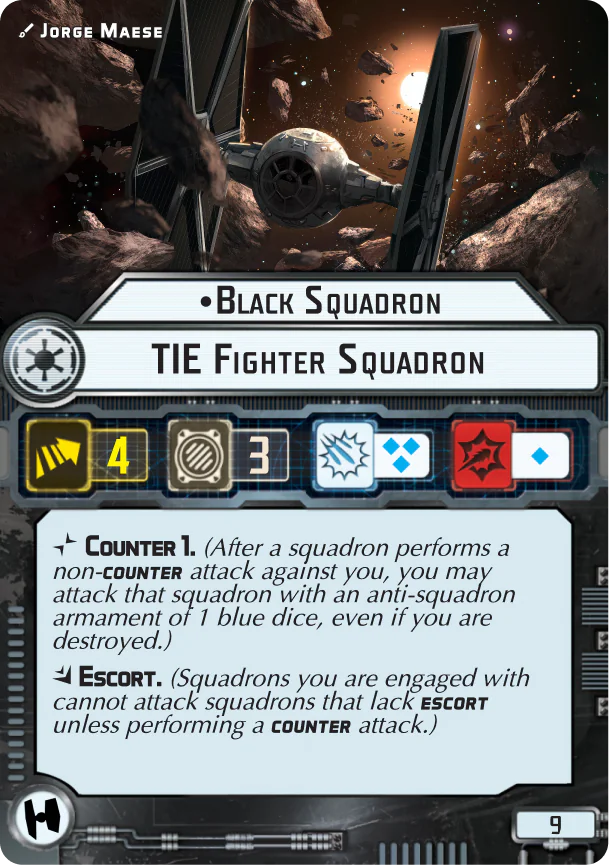 Jorge Maese
•Black Squadron
TIE Fighter Squadron
4 3
Counter 1. (After a squadron performs a
non-counter attack against you, you may
attack that squadron with an anti-squadron
armament of 1 blue dice, even if you are
destroyed.)
Escort. (Squadrons you are engaged with
cannot attack squadrons that lack escort
unless performing a counter attack.)
9